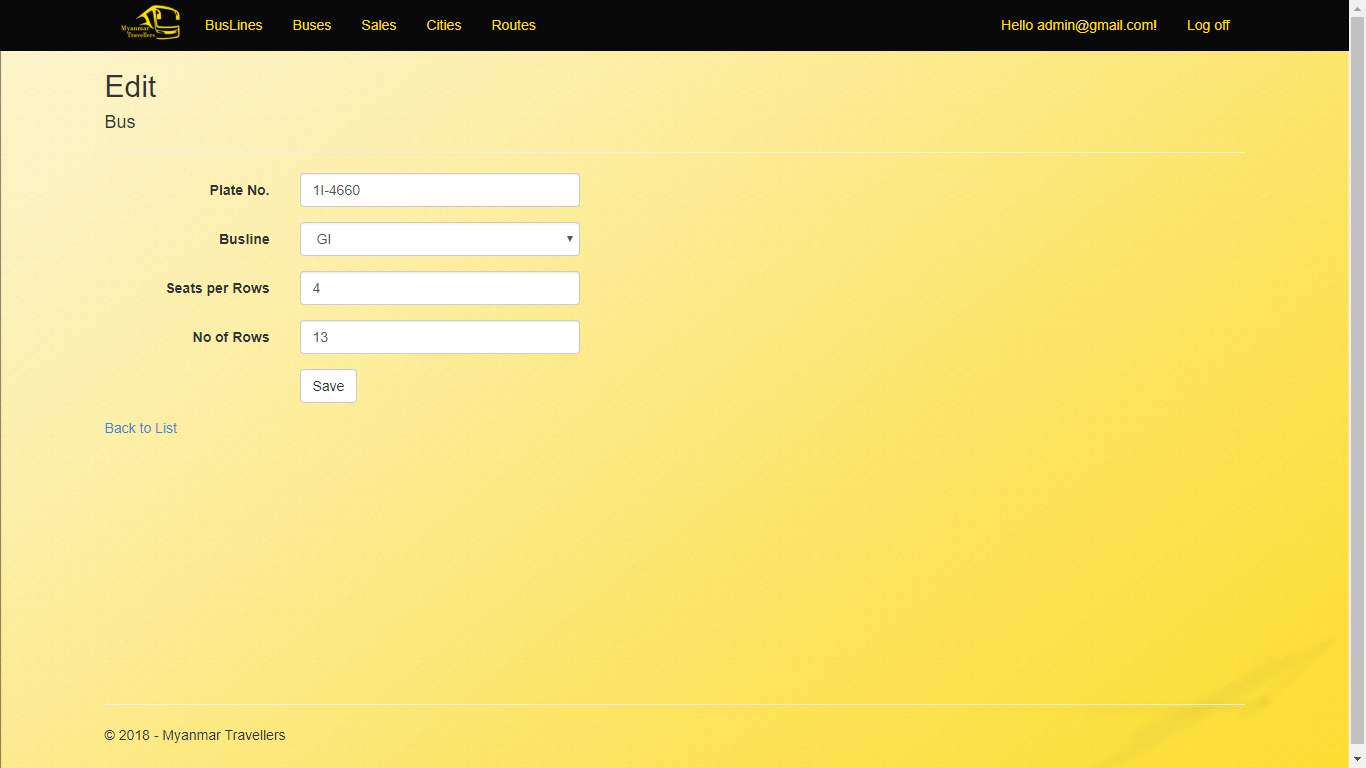 Myanmar
Travellers
BusLines Buses Sales Cities Routes Hello admin@gmail.com! Log off
Edit
Bus
Plate No. 1I-4660
Busline GI
Seats per Rows 4
No of Rows 13
Save
Back to List
© 2018 - Myanmar Travellers